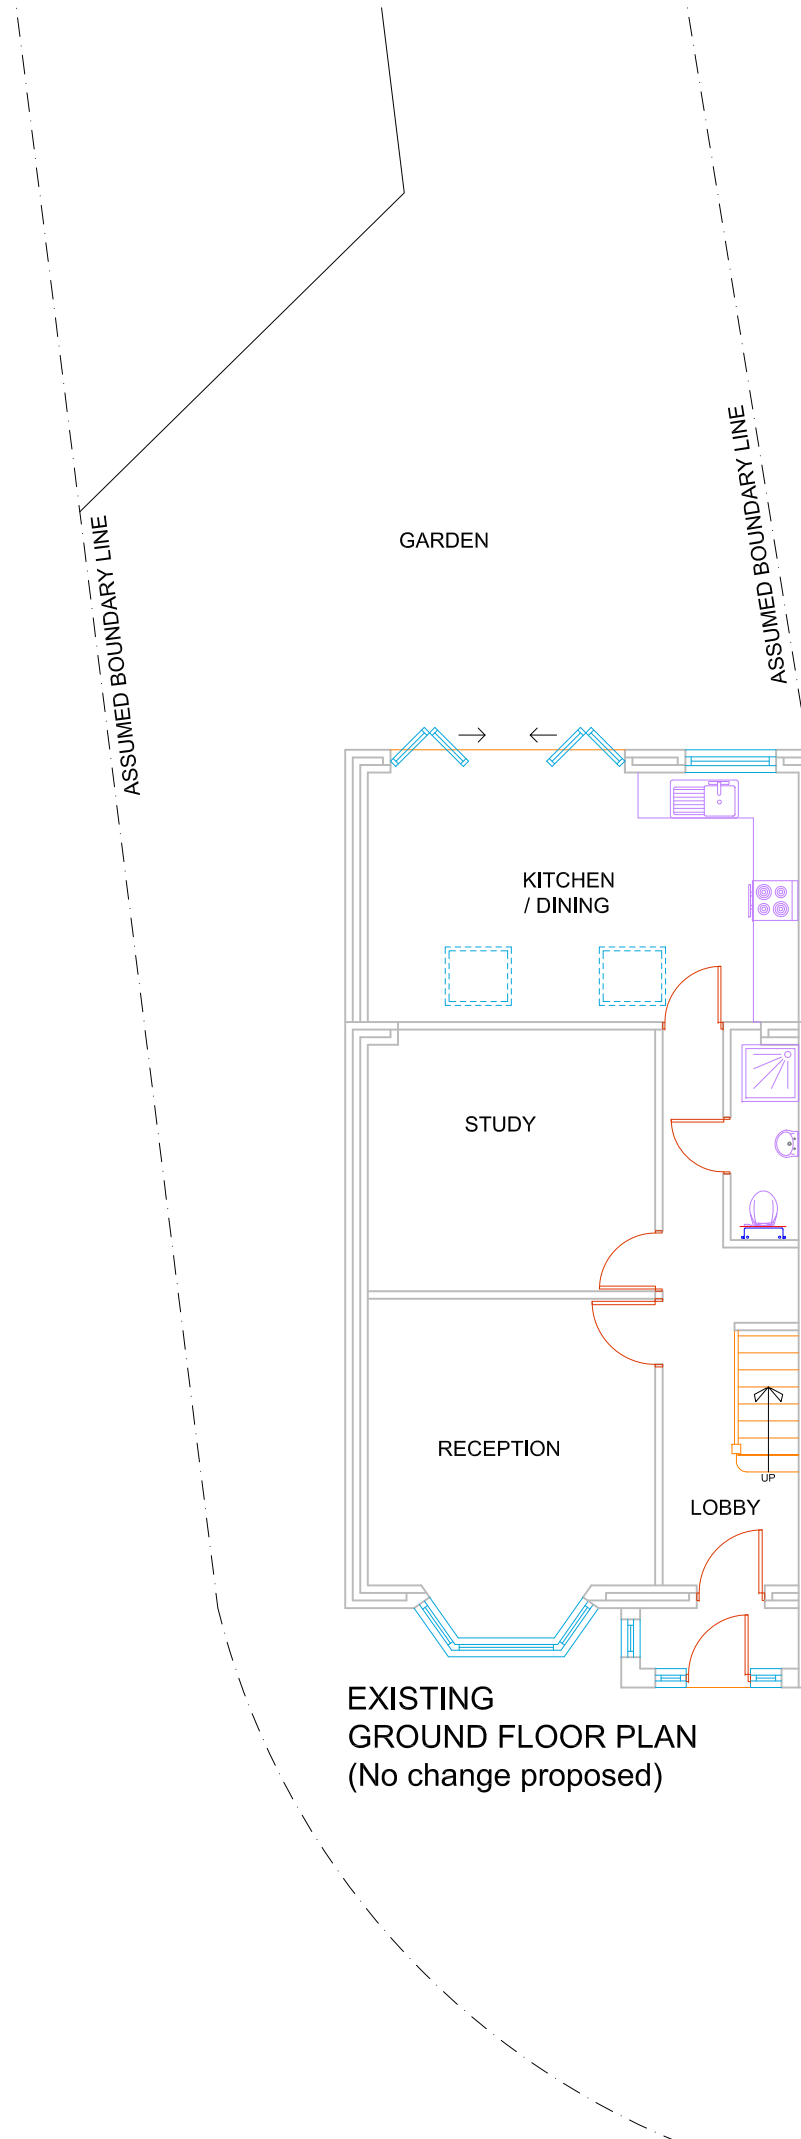 ASSUMED BOUNDARY LINE
ASSUMED BOUNDARY LINE
GARDEN
KITCHEN
/ DINING
STUDY
RECEPTION
UP
LOBBY
EXISTING
GROUND FLOOR PLAN
(No change proposed)